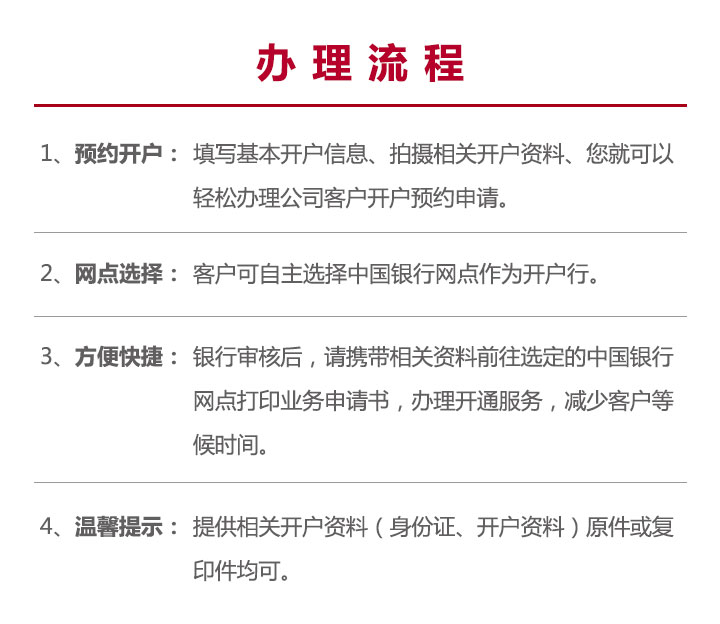 办理流程
1、预约开户：填写基本开户信息、拍摄相关开户资料、您就可以
轻松办理公司客户开户预约申请。
2、网点选择：客户可自主选择中国银行网点作为开户行。
3、方便快捷：银行审核后，请携带相关资料前往选定的中国银行
网点打印业务申请书，办理开通服务，减少客户等
候时间。
4、温馨提示：提供相关开户资料（身份证、开户资料）原件或复
印件均可。